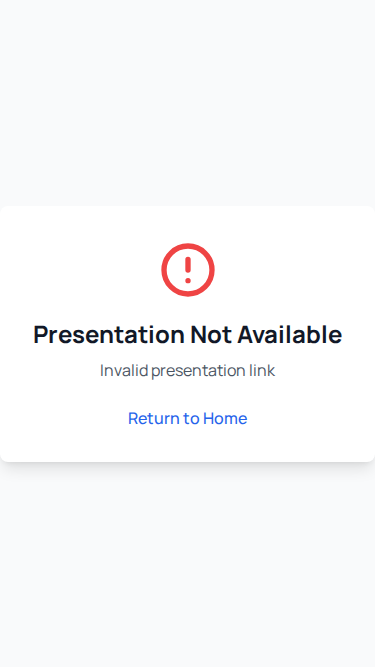 Presentation Not Available
Invalid presentation link
Return to Home